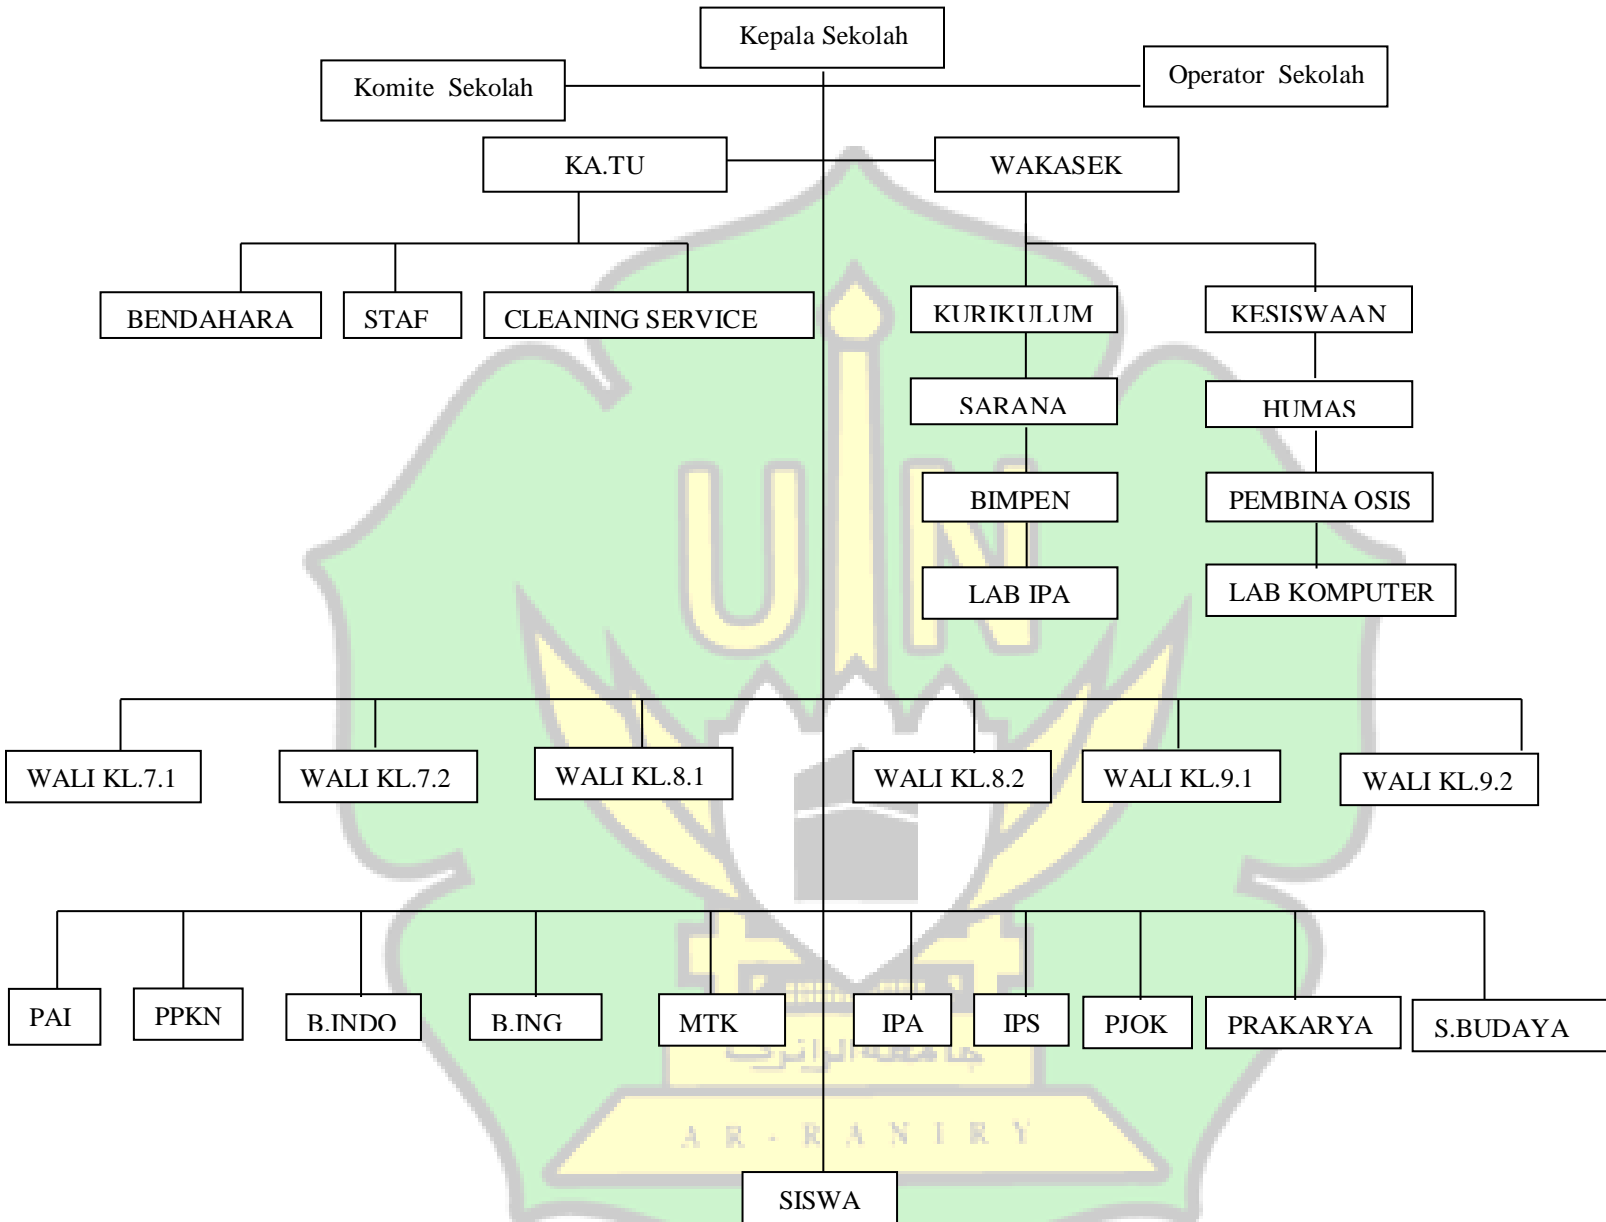 Kepala Sekolah
Komite Sekolah
Operator Sekolah
KA.TU
WAKASEK
BENDAHARA
STAF
CLEANING SERVICE
KURIKULUM
KESISWAAN
SARANA
HUMAS
U N
BIMPEN
PEMBINA OSIS
LAB IPA
LAB KOMPUTER
WALI KL.7.1
WALI KL.7.2
WALI KL.8.1
WALI KL.8.2
WALI KL.9.1
WALI KL.9.2
PAI
PPKN
B.INDO
B.ING
MTK
IPA
IPS
PJOK
PRAKARYA
S.BUDAYA
جامعة الرانري
AR-RANIRY
SISWA